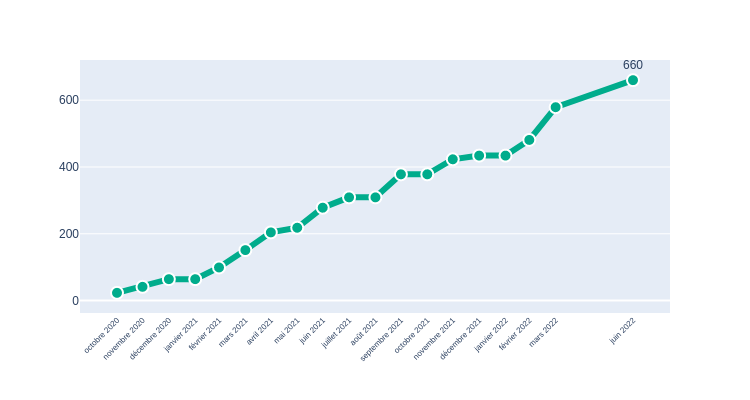 660
600
400
200
0
octobre 2020
novembre 2020
décembre 2020
janvier 2021
février 2021
mars 2021
avril 2021
mai 2021
juin 2021
juillet 2021
août 2021
septembre 2021
octobre 2021
novembre 2021
décembre 2021
janvier 2022
février 2022
mars 2022
juin 2022